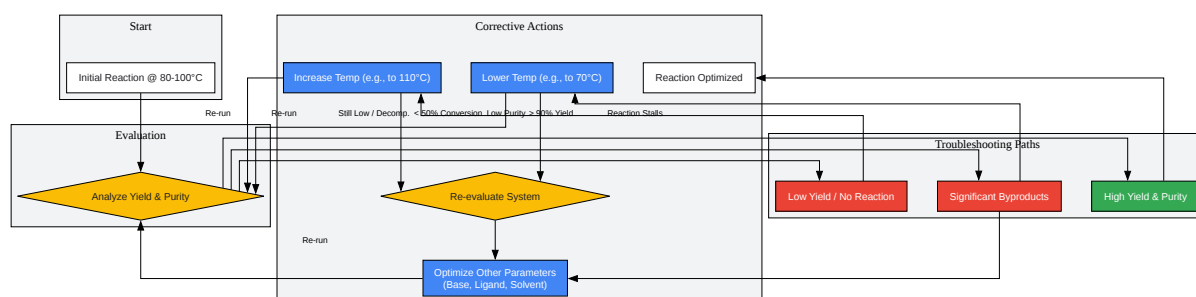 Start
Corrective Actions
Initial Reaction @ 80-100°C
Increase Temp (e.g., to 110°C)
Lower Temp (e.g., to 70°C)
Reaction Optimized
Re-run
Re-run
Still Low / Decomp.
< 50% Conversion
Low Purity
> 90% Yield
Reaction Stalls
Evaluation
Troubleshooting Paths
Analyze Yield & Purity
Re-evaluate System
Low Yield / No Reaction
Significant Byproducts
High Yield & Purity
Re-run
Optimize Other Parameters
(Base, Ligand, Solvent)